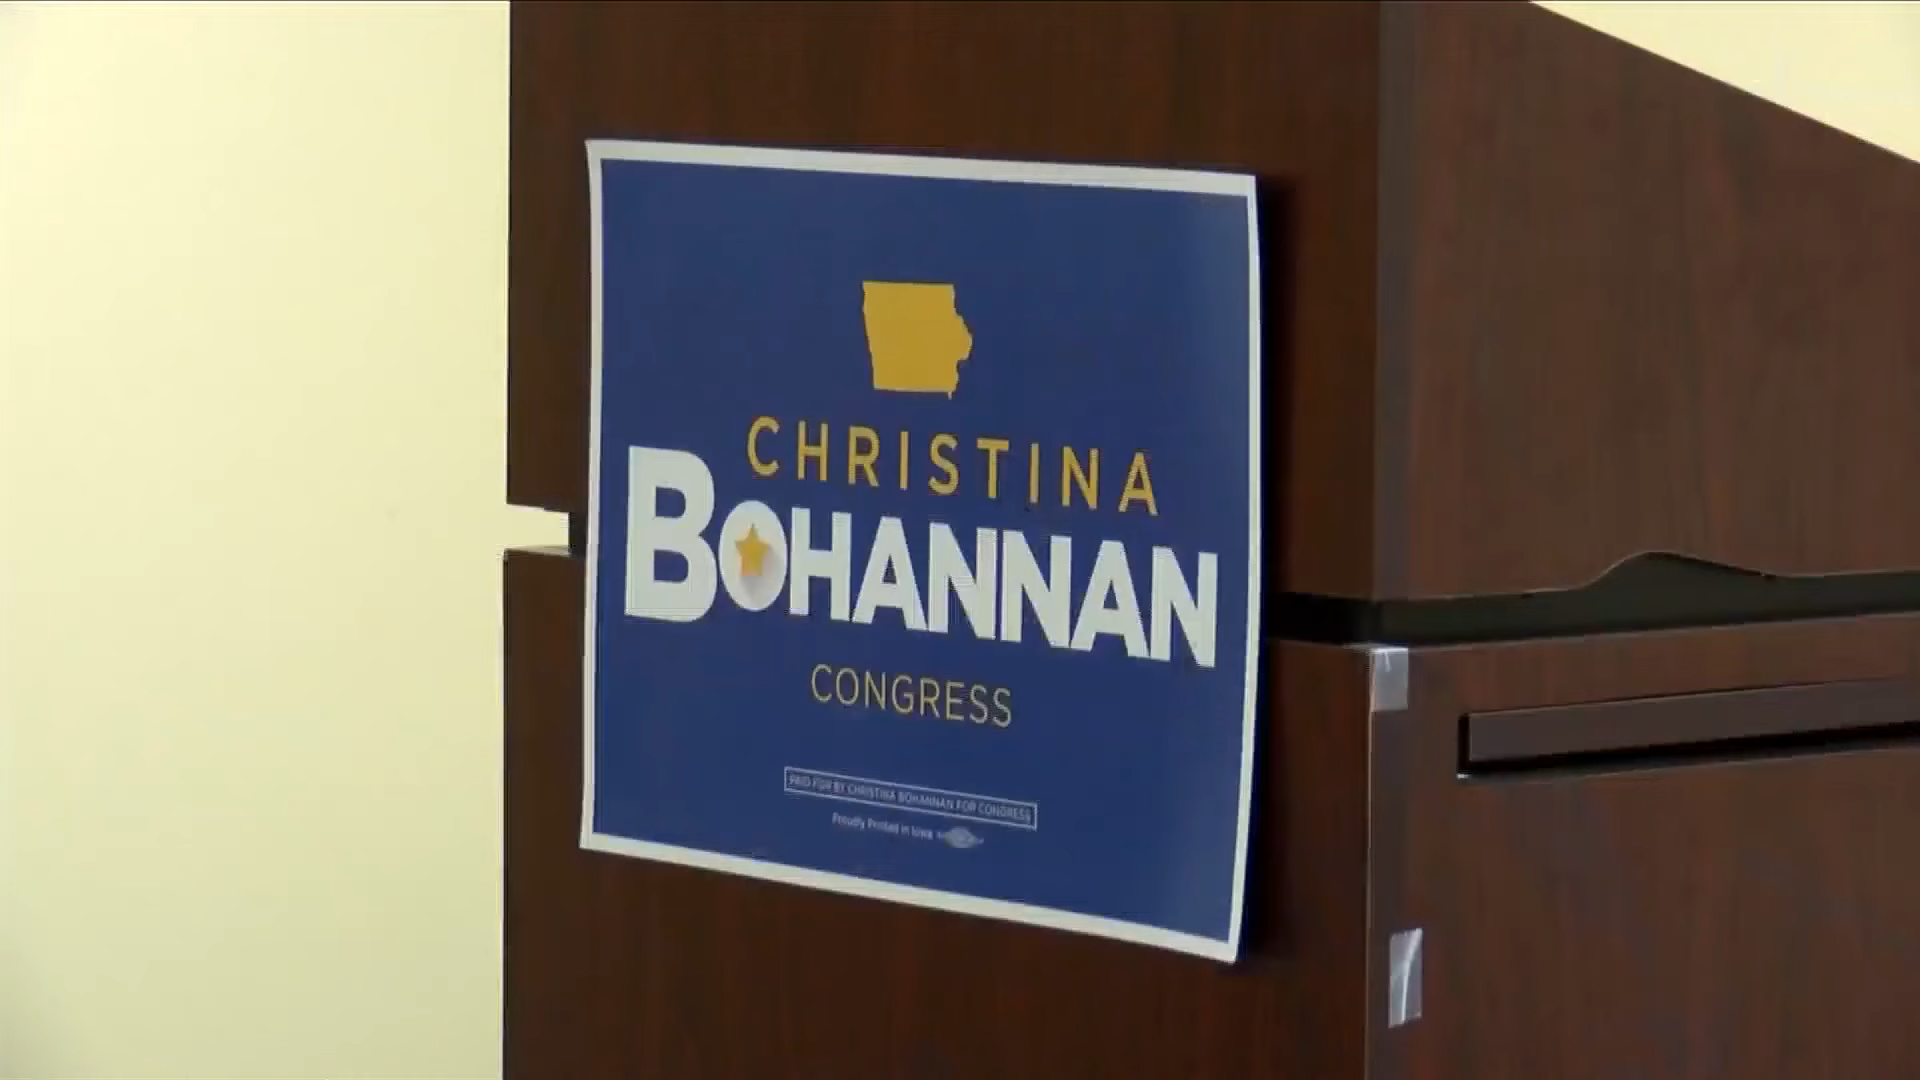 CHRISTINA
BOHANNAN
CONGRESS
PAID FOR BY CHRISTINA BOHANNAN FOR CONGRESS
Proudly Printed in Iowa